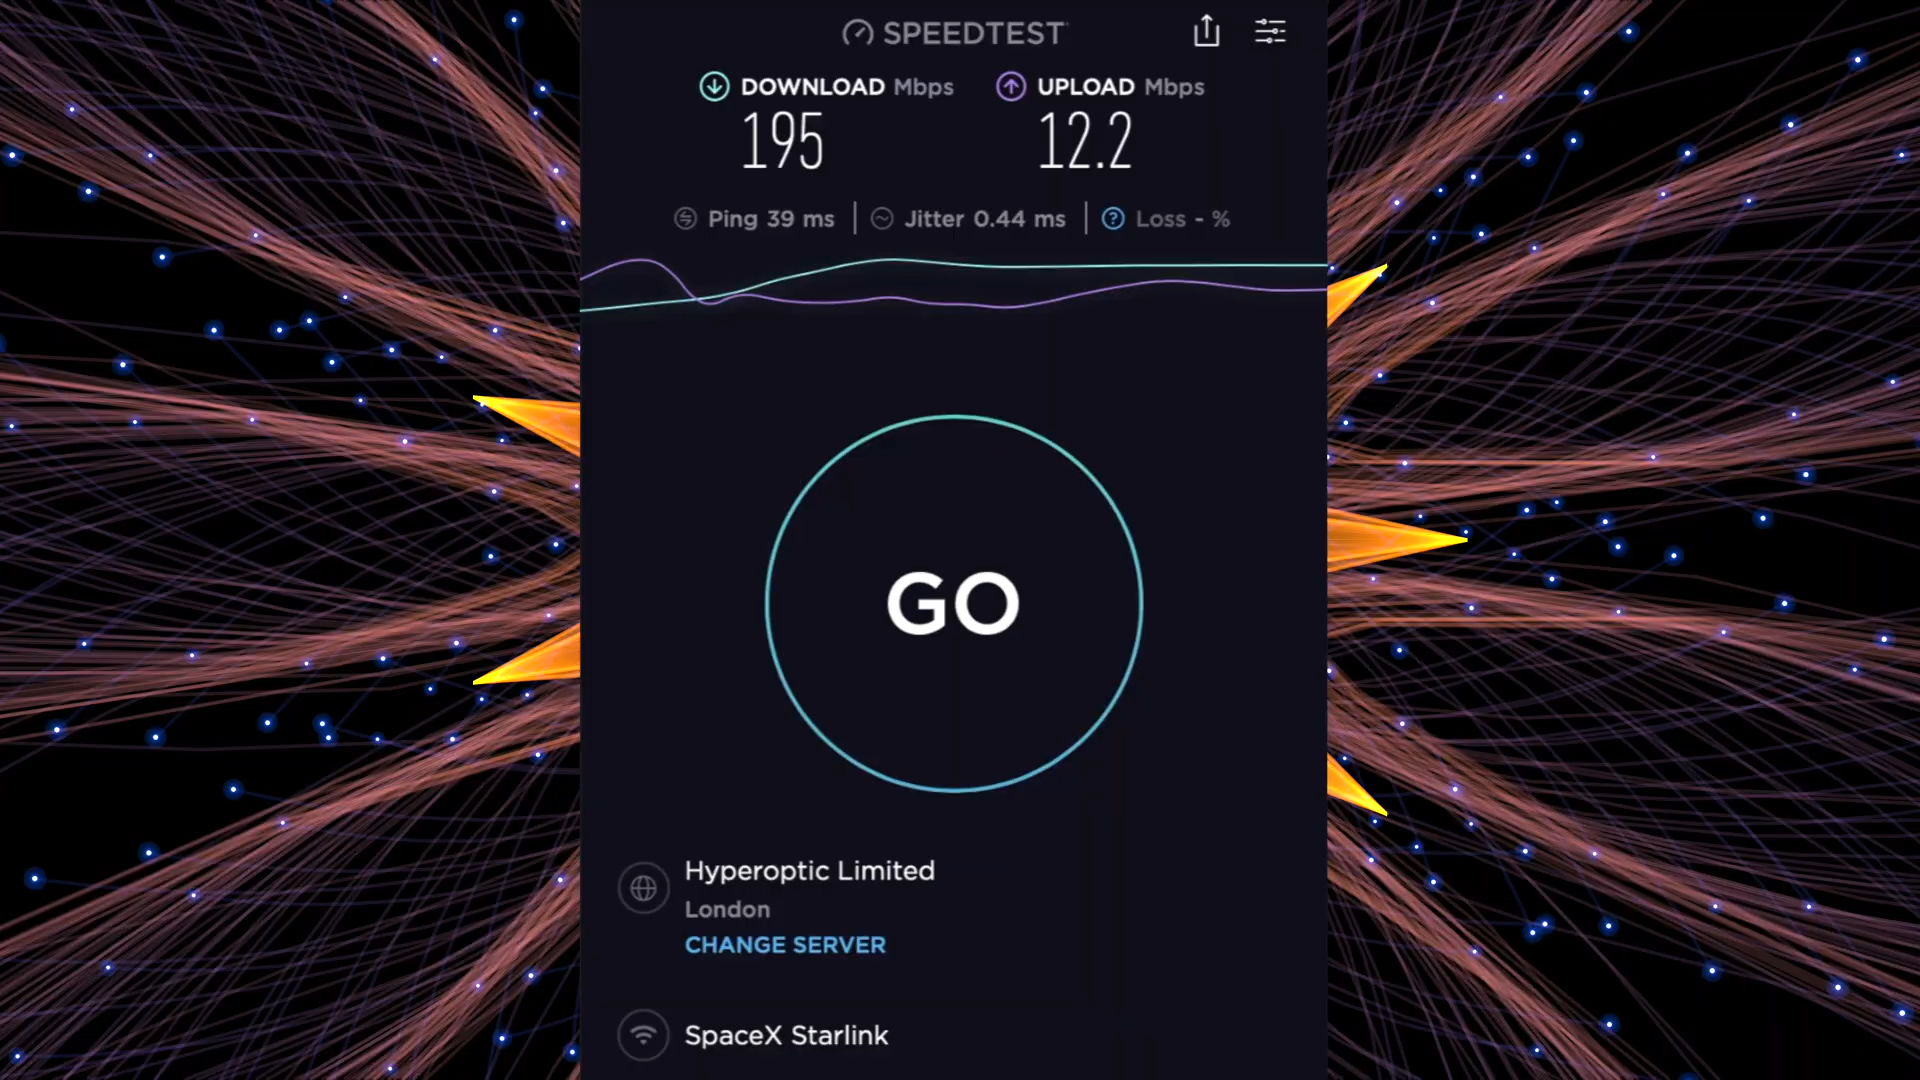 SPEEDTEST
DOWNLOAD Mbps UPLOAD Mbps
195 12.2
Ping 39 ms Jitter 0.44 ms ? Loss - %
GO
Hyperoptic Limited
London
CHANGE SERVER
SpaceX Starlink